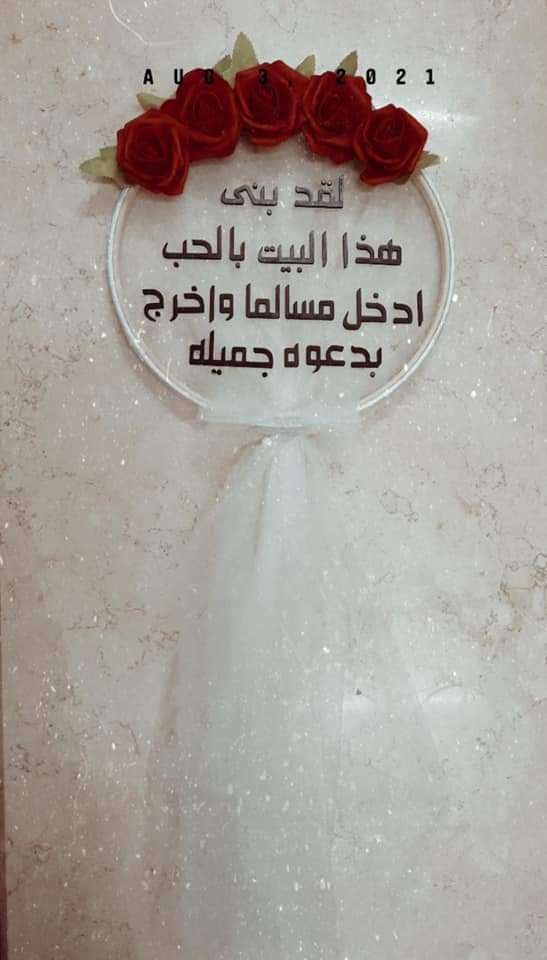 AUG 3, 2021
لقد بنى
هذا البيت بالحب
ادخل مسالما واخرج
بدعوه جميله